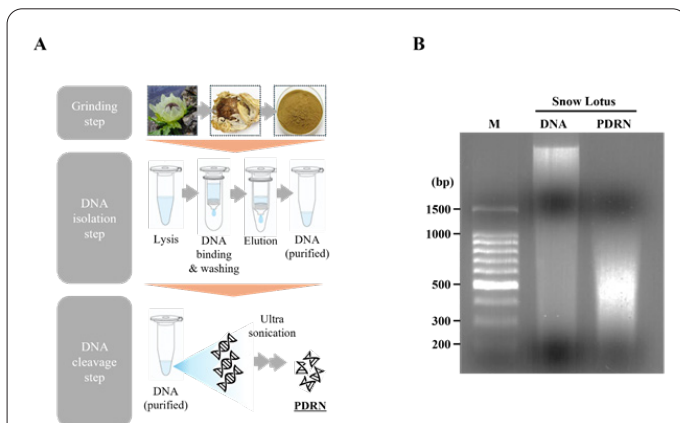 A
Grinding
step
DNA
isolation
step
Lysis
DNA
binding
& washing
Elution
DNA
(purified)
DNA
cleavage
step
Ultra
sonication
DNA
(purified)
PDRN
B
Snow Lotus
M DNA PDRN
(bp)
1500
1000
500
300
200